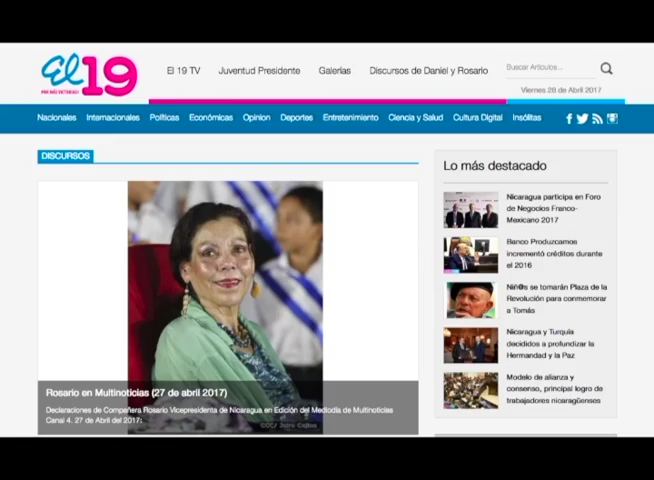 El 19
POR MÁS VICTORIAS!
El 19 TV Juventud Presidente Galerías Discursos de Daniel y Rosario
Buscar Artículos...
Viernes 28 de Abril 2017
Nacionales Internacionales Políticas Económicas Opinion Deportes Entretenimiento Ciencia y Salud Cultura Digital Insólitas
DISCURSOS
Rosario en Multinoticias (27 de abril 2017)
Declaraciones de Compañera Rosario Vicepresidenta de Nicaragua en Edición del Mediodía de Multinoticias
Canal 4. 27 de Abril del 2017:
Lo más destacado
Nicaragua participa en Foro
de Negocios Franco-
Mexicano 2017
Banco Produzcamos
incrementó créditos durante
el 2016
Niñ@s se tomarán Plaza de la
Revolución para conmemorar
a Tomás
Nicaragua y Turquía
decididos a profundizar la
Hermandad y la Paz
Modelo de alianza y
consenso, principal logro de
trabajadores nicaragüenses